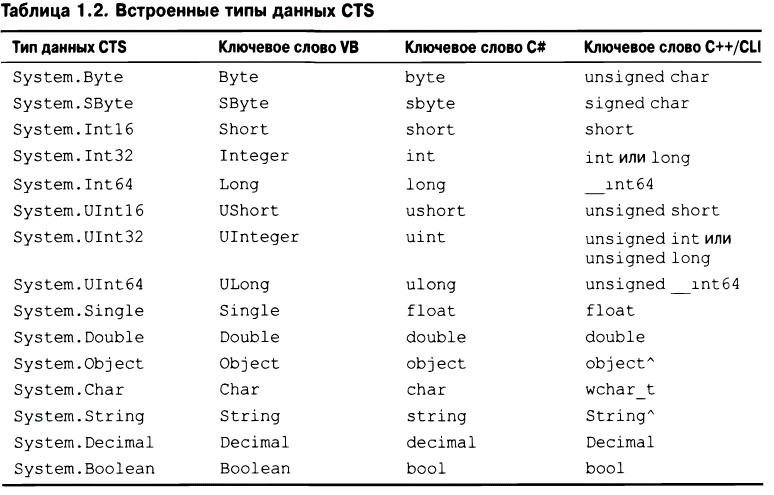 Таблица 1.2. Встроенные типы данных CTS
Тип данных CTS Ключевое слово VB Ключевое слово C# Ключевое слово C++/CLI
System.Byte Byte byte unsigned char
System.SByte SByte sbyte signed char
System.Int16 Short short short
System.Int32 Integer int int или long
System.Int64 Long long __int64
System.UInt16 UShort ushort unsigned short
System.UInt32 UInteger uint unsigned int или
unsigned long
System.UInt64 ULong ulong unsigned __int64
System.Single Single float float
System.Double Double double double
System.Object Object object object^
System.Char Char char wchar_t
System.String String string String^
System.Decimal Decimal decimal Decimal
System.Boolean Boolean bool bool